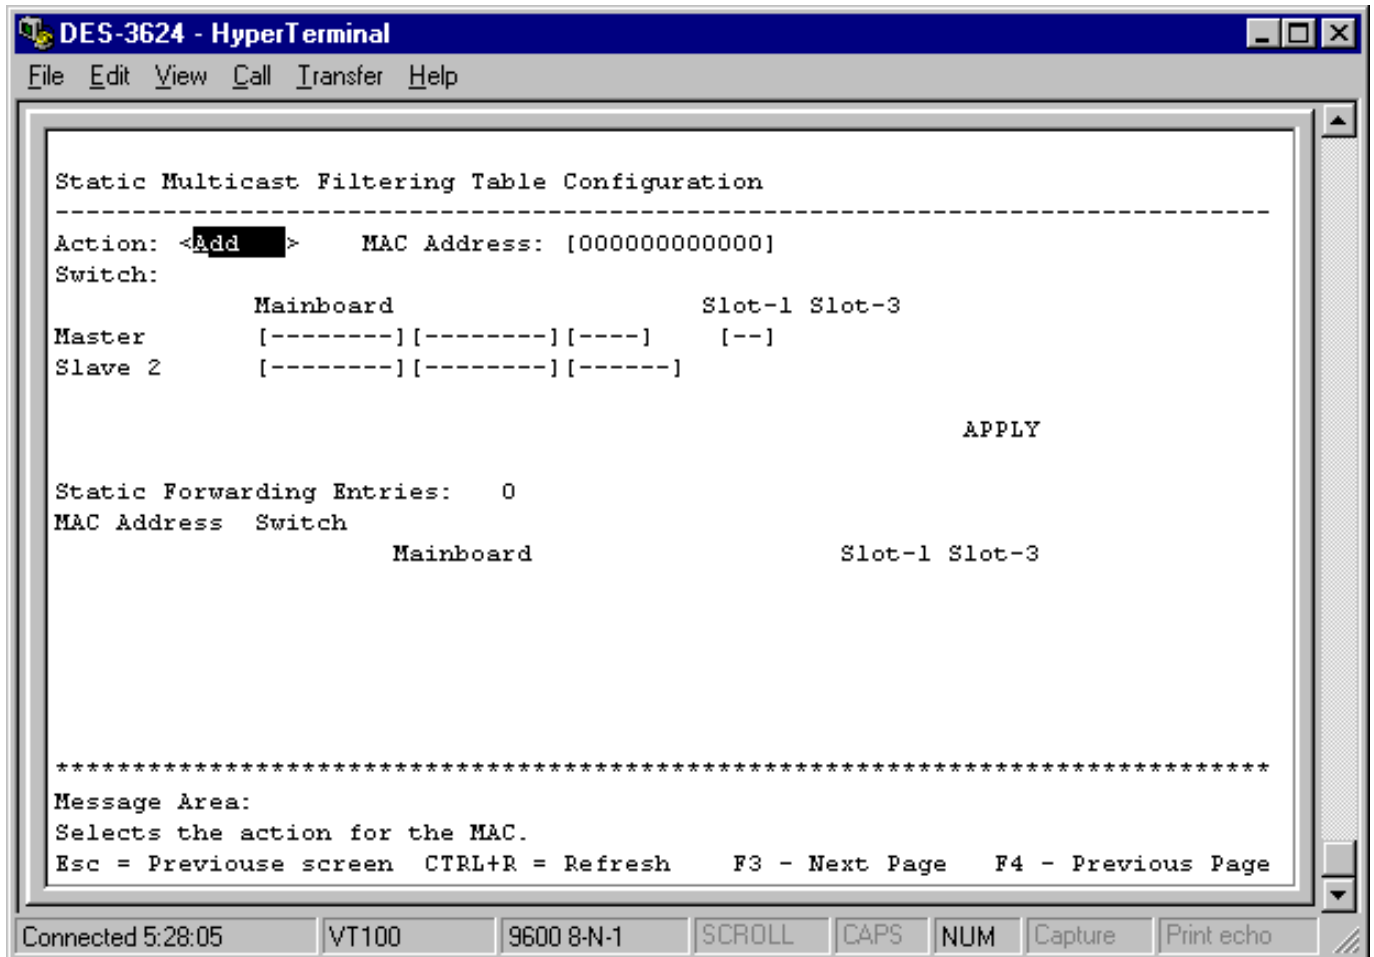 DES-3624 - HyperTerminal
File Edit View Call Transfer Help
Static Multicast Filtering Table Configuration
-------------------------------------------------------------------------------
Action: <Add   >    MAC Address: [000000000000]
Switch:
Mainboard                    Slot-1 Slot-3
Master       [--------][--------][----]    [--]
Slave 2      [--------][--------][------]
APPLY
Static Forwarding Entries:   0
MAC Address  Switch
Mainboard                    Slot-1 Slot-3
*******************************************************************************
Message Area:
Selects the action for the MAC.
Esc = Previouse screen  CTRL+R = Refresh    F3 - Next Page   F4 - Previous Page
Connected 5:28:05 VT100 9600 8-N-1 SCROLL CAPS NUM Capture Print echo